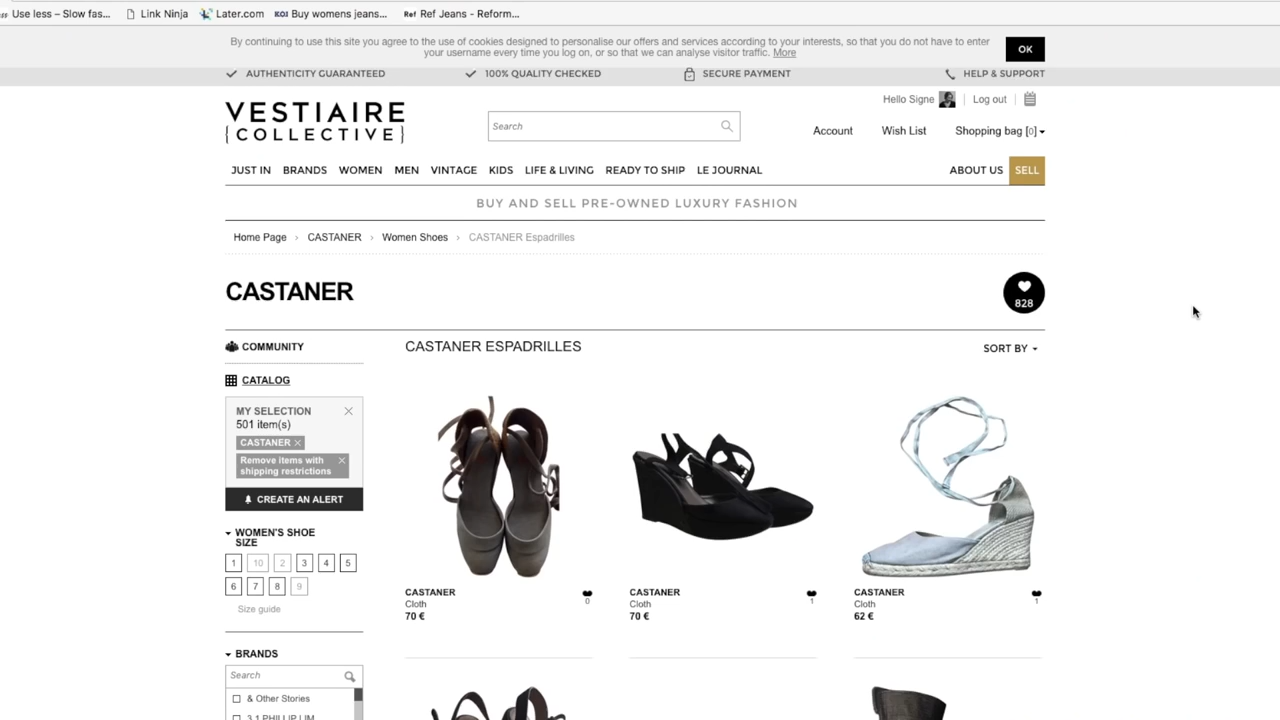 Use less – Slow fas... Link Ninja Later.com KOI Buy womens jeans... Ref Ref Jeans - Reform...
By continuing to use this site you agree to the use of cookies designed to personalise our offers and services according to your interests, so that you do not have to enter
your username every time you log on, or so that we can analyse visitor traffic. More
OK
AUTHENTICITY GUARANTEED 100% QUALITY CHECKED SECURE PAYMENT HELP & SUPPORT
Hello Signe Log out
VESTIAIRE
{COLLECTIVE}
Search
Account Wish List Shopping bag [0]
JUST IN BRANDS WOMEN MEN VINTAGE KIDS LIFE & LIVING READY TO SHIP LE JOURNAL ABOUT US SELL
BUY AND SELL PRE-OWNED LUXURY FASHION
Home Page › CASTANER › Women Shoes › CASTANER Espadrilles
CASTANER
828
COMMUNITY
CATALOG
MY SELECTION
501 item(s)
CASTANER
Remove items with
shipping restrictions
CREATE AN ALERT
WOMEN'S SHOE
SIZE
1 10 2 3 4 5
6 7 8 9
Size guide
BRANDS
Search
& Other Stories
3.1 PHILLIP LIM
CASTANER ESPADRILLES
SORT BY
CASTANER
Cloth
70 €
0
CASTANER
Cloth
70 €
1
CASTANER
Cloth
62 €
1